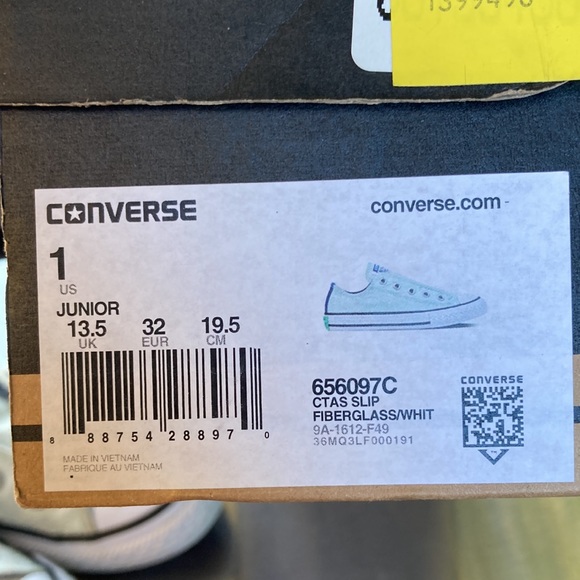 CONVERSE
converse.com
1
US
JUNIOR
13.5 32 19.5
UK EUR CM
656097C
CTAS SLIP
FIBERGLASS/WHIT
9A-1612-F49
36MQ3LF000191
CONVERSE
8 88754 28897 0
MADE IN VIETNAM
FABRIQUE AU VIETNAM